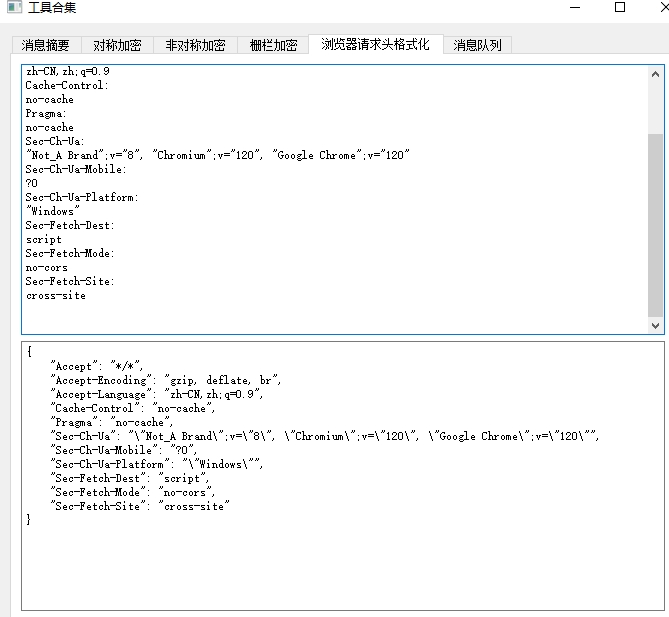 工具合集
消息摘要 对称加密 非对称加密 栅栏加密 浏览器请求头格式化 消息队列
zh-CN,zh;q=0.9
Cache-Control:
no-cache
Pragma:
no-cache
Sec-Ch-Ua:
"Not_A Brand";v="8", "Chromium";v="120", "Google Chrome";v="120"
Sec-Ch-Ua-Mobile:
?0
Sec-Ch-Ua-Platform:
"Windows"
Sec-Fetch-Dest:
script
Sec-Fetch-Mode:
no-cors
Sec-Fetch-Site:
cross-site
{
    "Accept": "*/*",
    "Accept-Encoding": "gzip, deflate, br",
    "Accept-Language": "zh-CN,zh;q=0.9",
    "Cache-Control": "no-cache",
    "Pragma": "no-cache",
    "Sec-Ch-Ua": "\"Not_A Brand\";v=\"8\", \"Chromium\";v=\"120\", \"Google Chrome\";v=\"120\"",
    "Sec-Ch-Ua-Mobile": "?0",
    "Sec-Ch-Ua-Platform": "\"Windows\"",
    "Sec-Fetch-Dest": "script",
    "Sec-Fetch-Mode": "no-cors",
    "Sec-Fetch-Site": "cross-site"
}